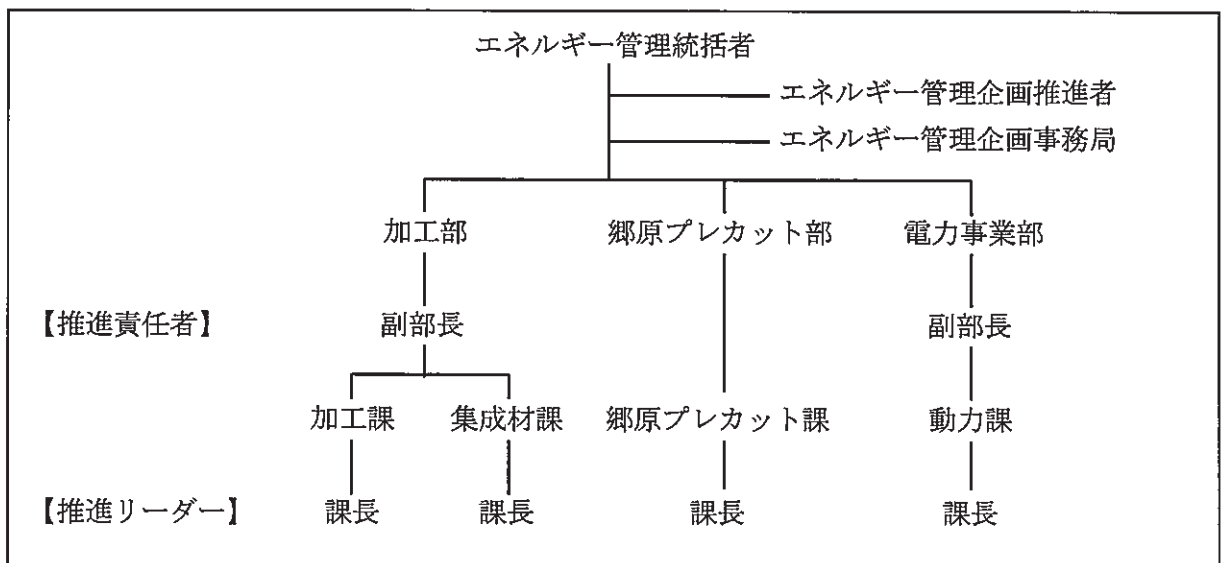 エネルギー管理統括者
エネルギー管理企画推進者
エネルギー管理企画事務局
加工部 郷原プレカット部 電力事業部
【推進責任者】 副部長 副部長
加工課 集成材課 郷原プレカット課 動力課
【推進リーダー】 課長 課長 課長 課長